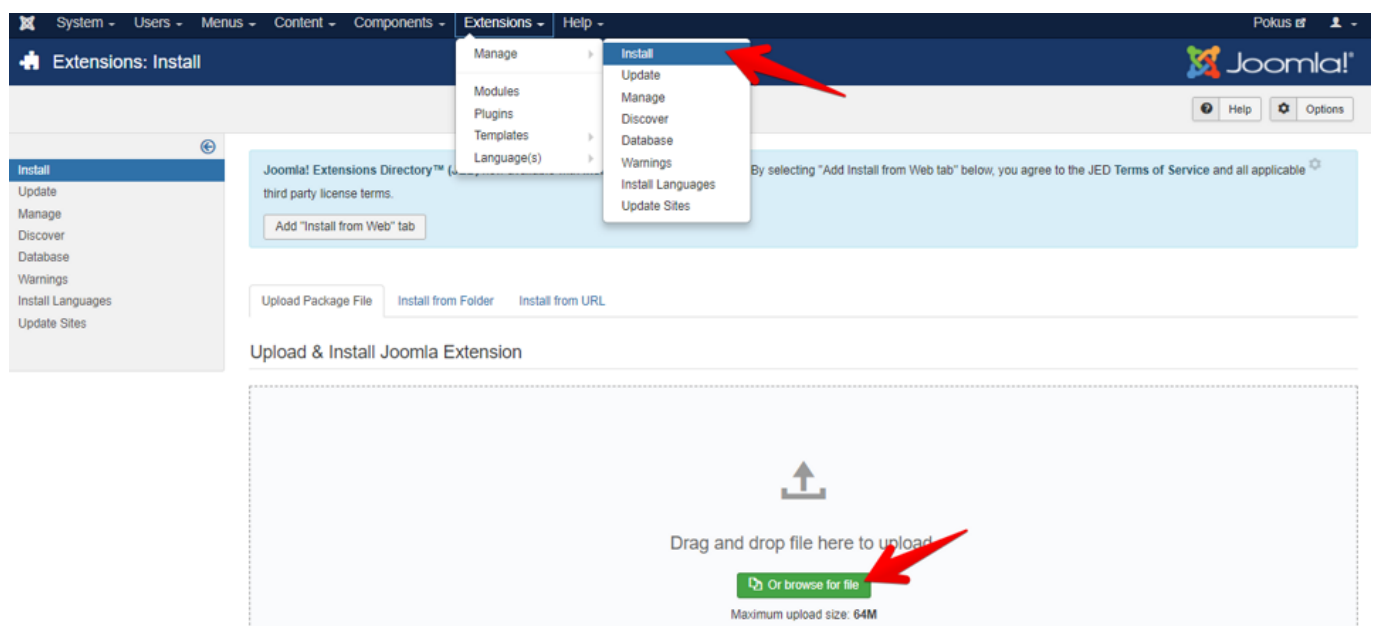 System Users Menus Content Components Extensions Help Pokus
Extensions: Install Joomla!®
Manage
Modules
Plugins
Templates
Language(s)
Install
Update
Manage
Discover
Database
Warnings
Install Languages
Update Sites
Help Options
Install
Update
Manage
Discover
Database
Warnings
Install Languages
Update Sites
Joomla! Extensions Directory™ By selecting "Add Install from Web tab" below, you agree to the JED Terms of Service and all applicable
third party license terms.
Add "Install from Web" tab
Upload Package File Install from Folder Install from URL
Upload & Install Joomla Extension
Drag and drop file here to upload
Or browse for file
Maximum upload size: 64M